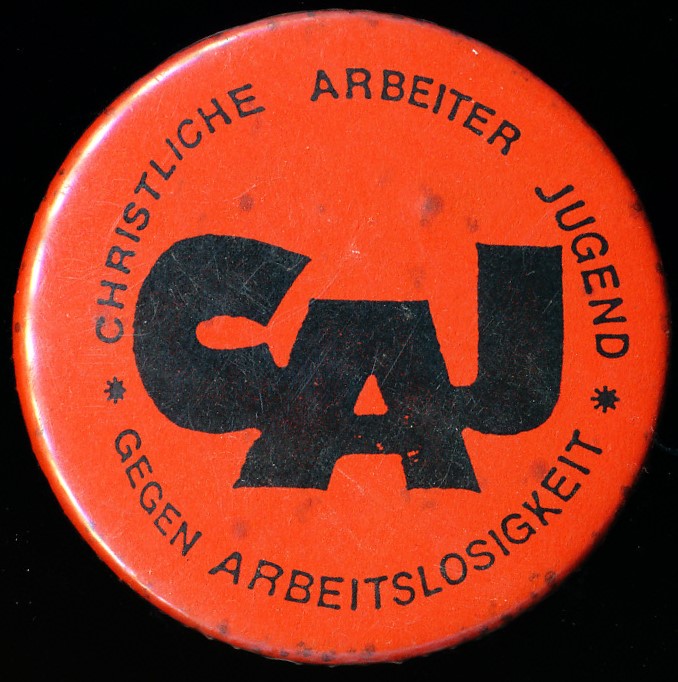 CHRISTLICHE ARBEITER JUGEND
CAJ
* GEGEN ARBEITSLOSIGKEIT *